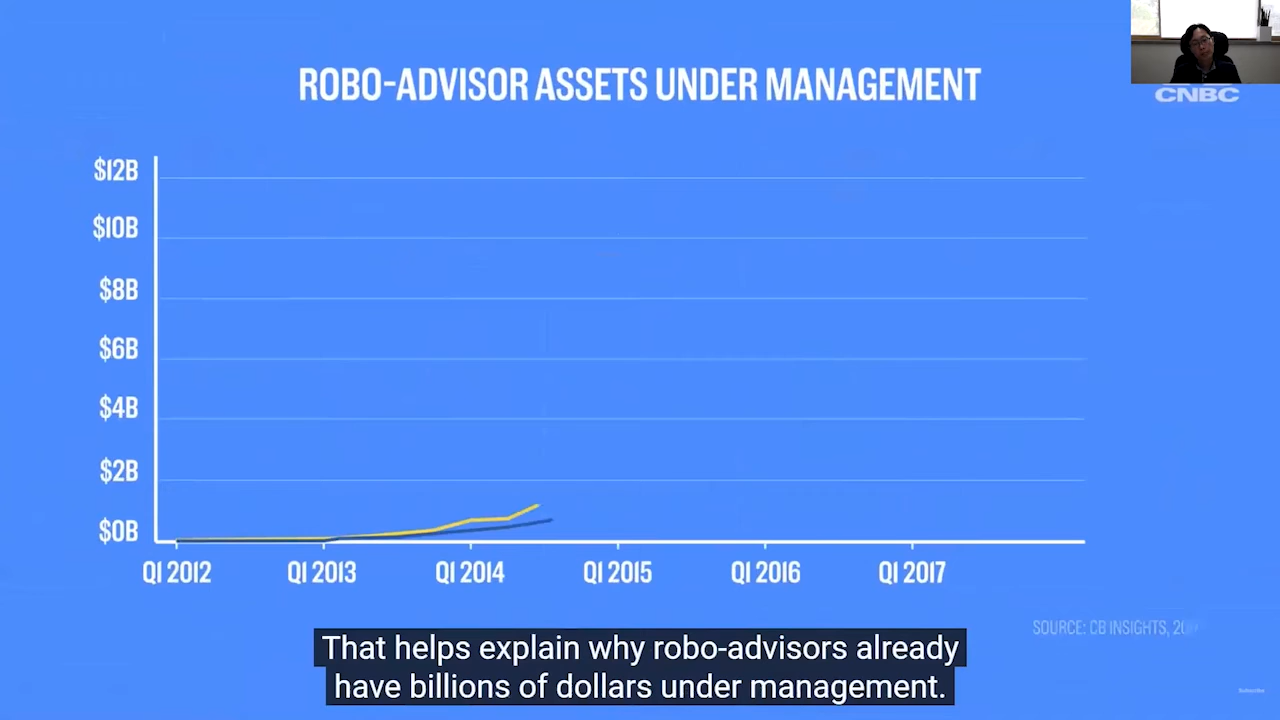 ROBO-ADVISOR ASSETS UNDER MANAGEMENT
CNBC
$12B
$10B
$8B
$6B
$4B
$2B
$0B
Q1 2012 Q1 2013 Q1 2014 Q1 2015 Q1 2016 Q1 2017
SOURCE: CB INSIGHTS,
That helps explain why robo-advisors already
have billions of dollars under management.
Subscribe